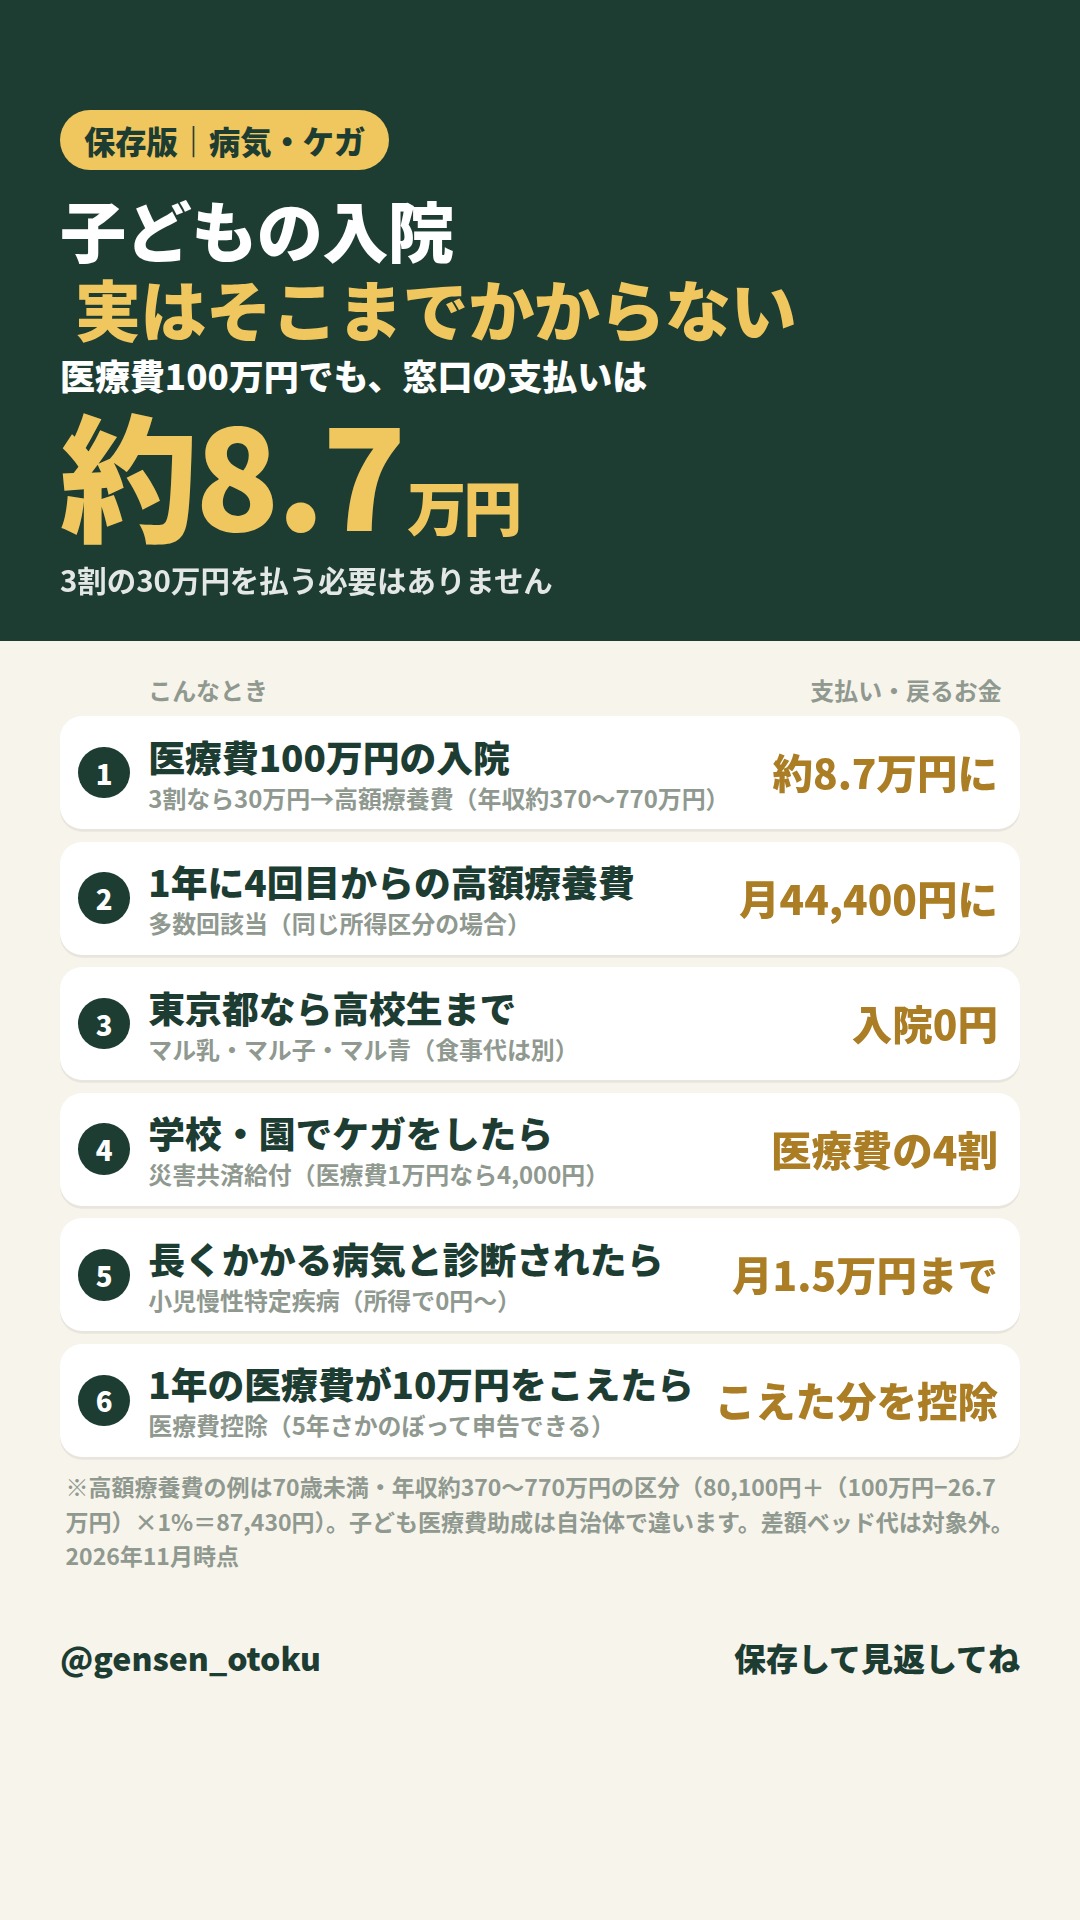 保存版｜病気・ケガ
子どもの入院
実はそこまでかからない
医療費100万円でも、窓口の支払いは
約8.7万円
3割の30万円を払う必要はありません
こんなとき 支払い・戻るお金
1 医療費100万円の入院 約8.7万円に
3割なら30万円→高額療養費（年収約370〜770万円）
2 1年に4回目からの高額療養費 月44,400円に
多数回該当（同じ所得区分の場合）
3 東京都なら高校生まで 入院0円
マル乳・マル子・マル青（食事代は別）
4 学校・園でケガをしたら 医療費の4割
災害共済給付（医療費1万円なら4,000円）
5 長くかかる病気と診断されたら 月1.5万円まで
小児慢性特定疾病（所得で0円〜）
6 1年の医療費が10万円をこえたら こえた分を控除
医療費控除（5年さかのぼって申告できる）
※高額療養費の例は70歳未満・年収約370〜770万円の区分（80,100円＋（100万円−26.7
万円）×1%＝87,430円）。子ども医療費助成は自治体で違います。差額ベッド代は対象外。
2026年11月時点
@gensen_otoku 保存して見返してね